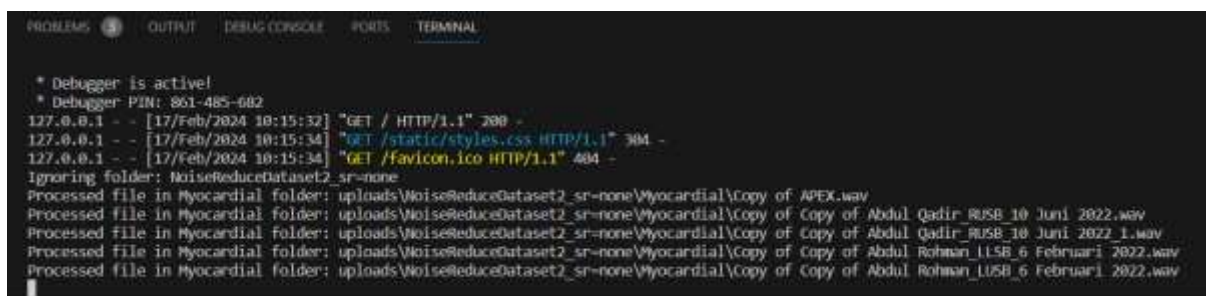 PROBLEMS 5 OUTPUT DEBUG CONSOLE PORTS TERMINAL
* Debugger is active!
* Debugger PIN: 861-485-682
127.0.0.1 - - [17/Feb/2024 10:15:32] "GET / HTTP/1.1" 200 -
127.0.0.1 - - [17/Feb/2024 10:15:34] "GET /static/styles.css HTTP/1.1" 304 -
127.0.0.1 - - [17/Feb/2024 10:15:34] "GET /favicon.ico HTTP/1.1" 404 -
Ignoring folder: NoiseReduceDataset2_sr=none
Processed file in Myocardial folder: uploads\NoiseReduceDataset2_sr=none\Myocardial\Copy of APEX.wav
Processed file in Myocardial folder: uploads\NoiseReduceDataset2_sr=none\Myocardial\Copy of Copy of Abdul Qadir_RUSB_10 Juni 2022.wav
Processed file in Myocardial folder: uploads\NoiseReduceDataset2_sr=none\Myocardial\Copy of Copy of Abdul Qadir_RUSB_10 Juni 2022_1.wav
Processed file in Myocardial folder: uploads\NoiseReduceDataset2_sr=none\Myocardial\Copy of Copy of Abdul Rohman_LLSB_6 Februari 2022.wav
Processed file in Myocardial folder: uploads\NoiseReduceDataset2_sr=none\Myocardial\Copy of Copy of Abdul Rohman_LUSB_6 Februari 2022.wav